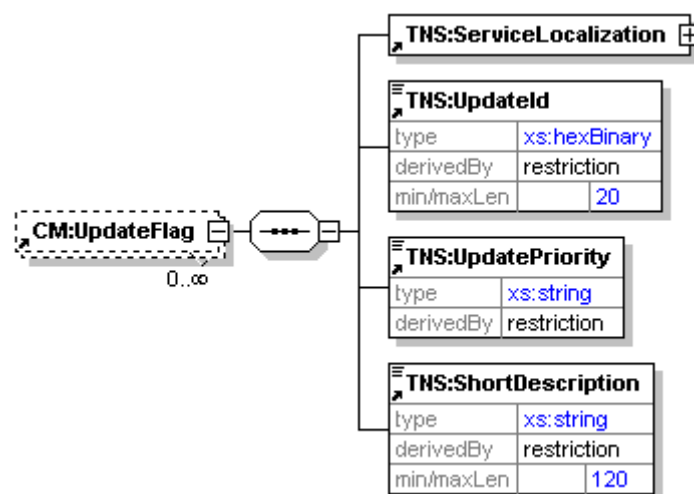 TNS:ServiceLocalization
TNS:UpdateId
type xs:hexBinary
derivedBy restriction
min/maxLen 20
CM:UpdateFlag
0..∞
TNS:UpdatePriority
type xs:string
derivedBy restriction
TNS:ShortDescription
type xs:string
derivedBy restriction
min/maxLen 120